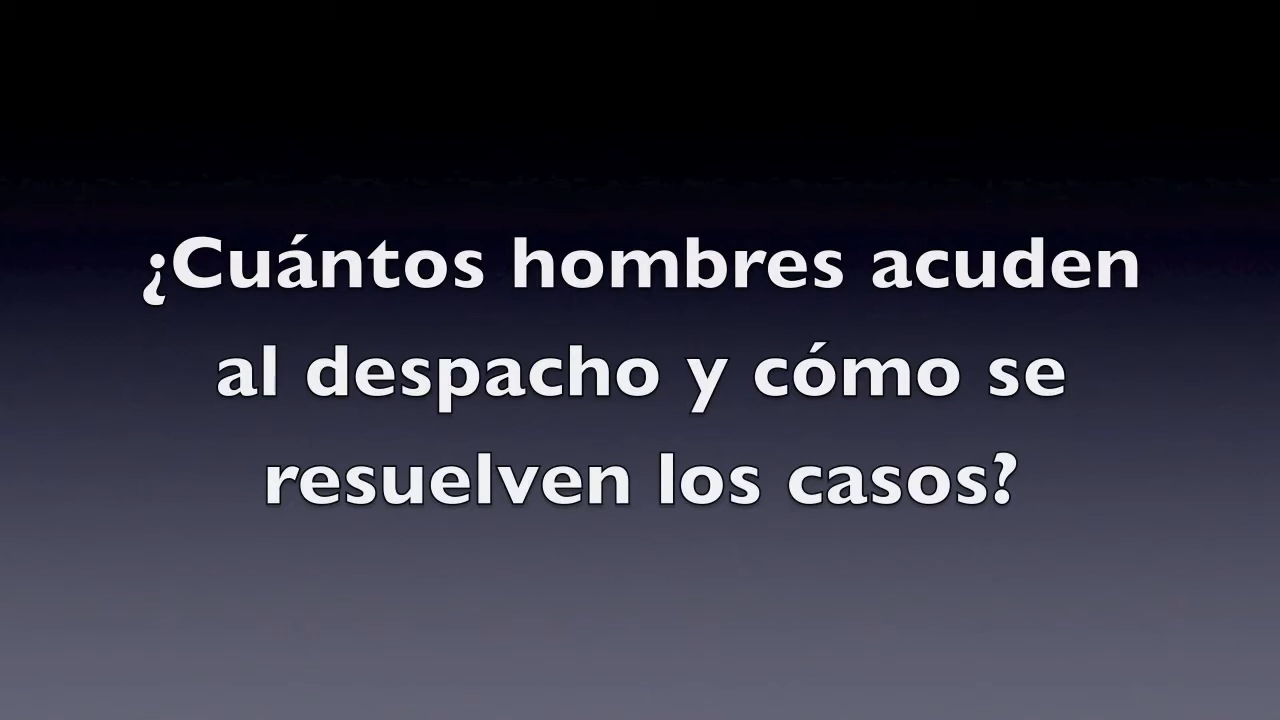 ¿Cuántos hombres acuden
al despacho y cómo se
resuelven los casos?